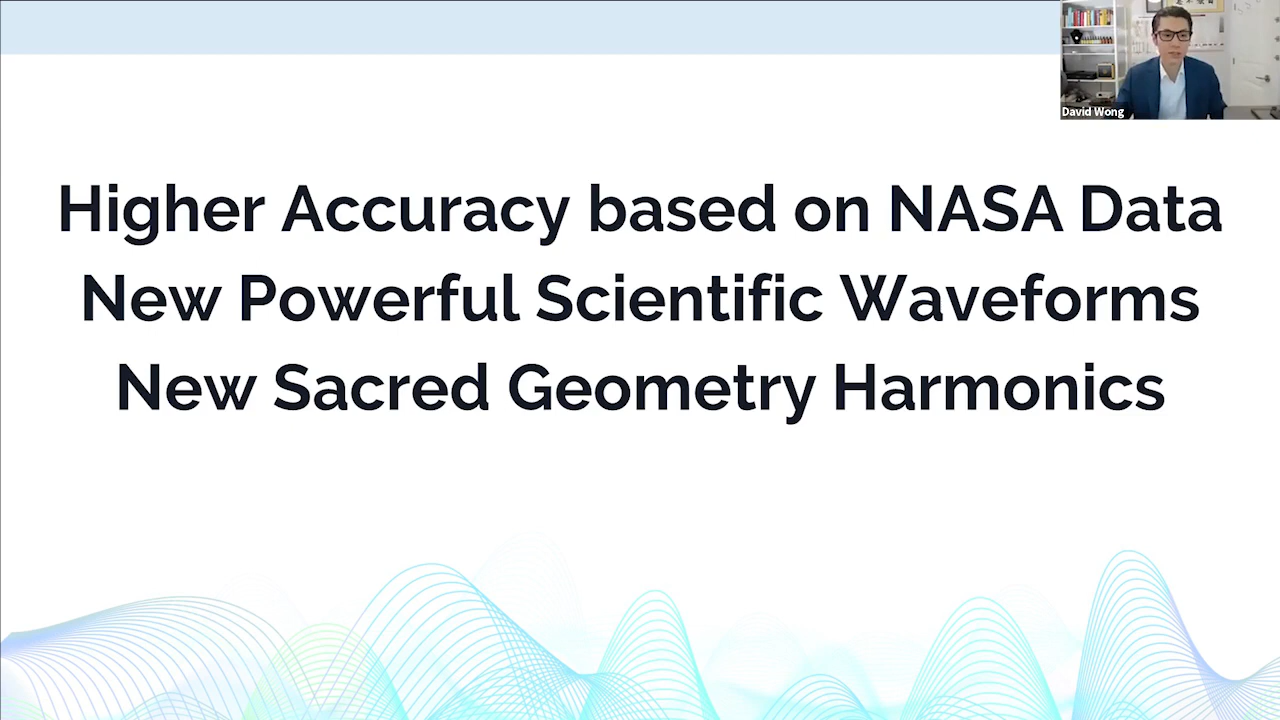 David Wong
Higher Accuracy based on NASA Data
New Powerful Scientific Waveforms
New Sacred Geometry Harmonics